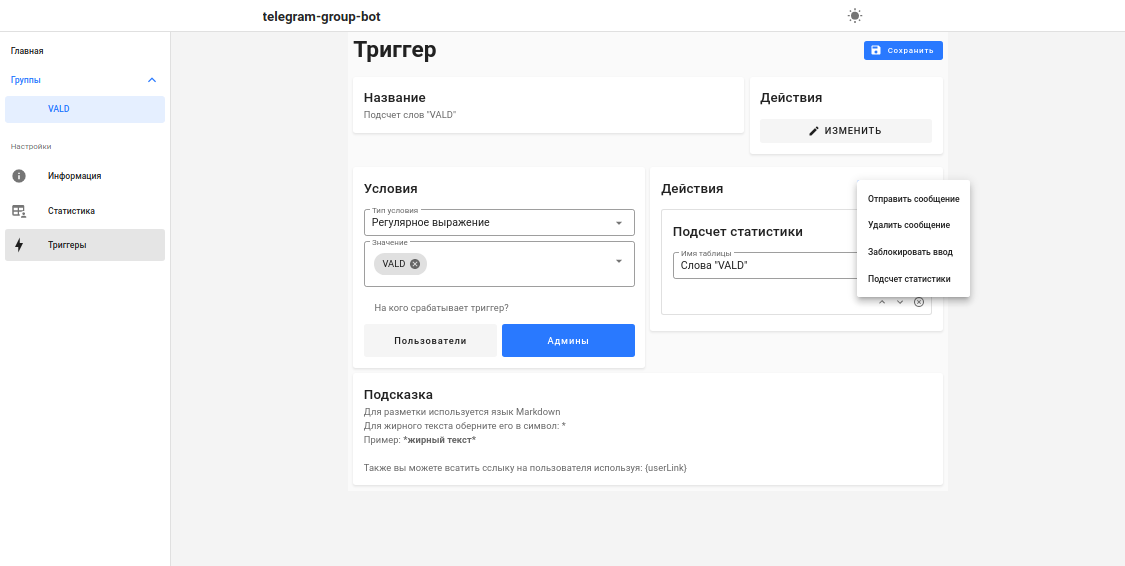 telegram-group-bot
Главная
Группы
VALD
Настройки
Информация
Статистика
Триггеры
Триггер
Сохранить
Название
Подсчет слов "VALD"
Действия
ИЗМЕНИТЬ
Условия
Тип условия
Регулярное выражение
Значение
VALD
На кого срабатывает триггер?
Пользователи
Админы
Действия
Подсчет статистики
Имя таблицы
Слова "VALD"
Отправить сообщение
Удалить сообщение
Заблокировать ввод
Подсчет статистики
Подсказка
Для разметки используется язык Markdown
Для жирного текста оберните его в символ: *
Пример: *жирный текст*
Также вы можете всатить сслыку на пользователя используя: {userLink}